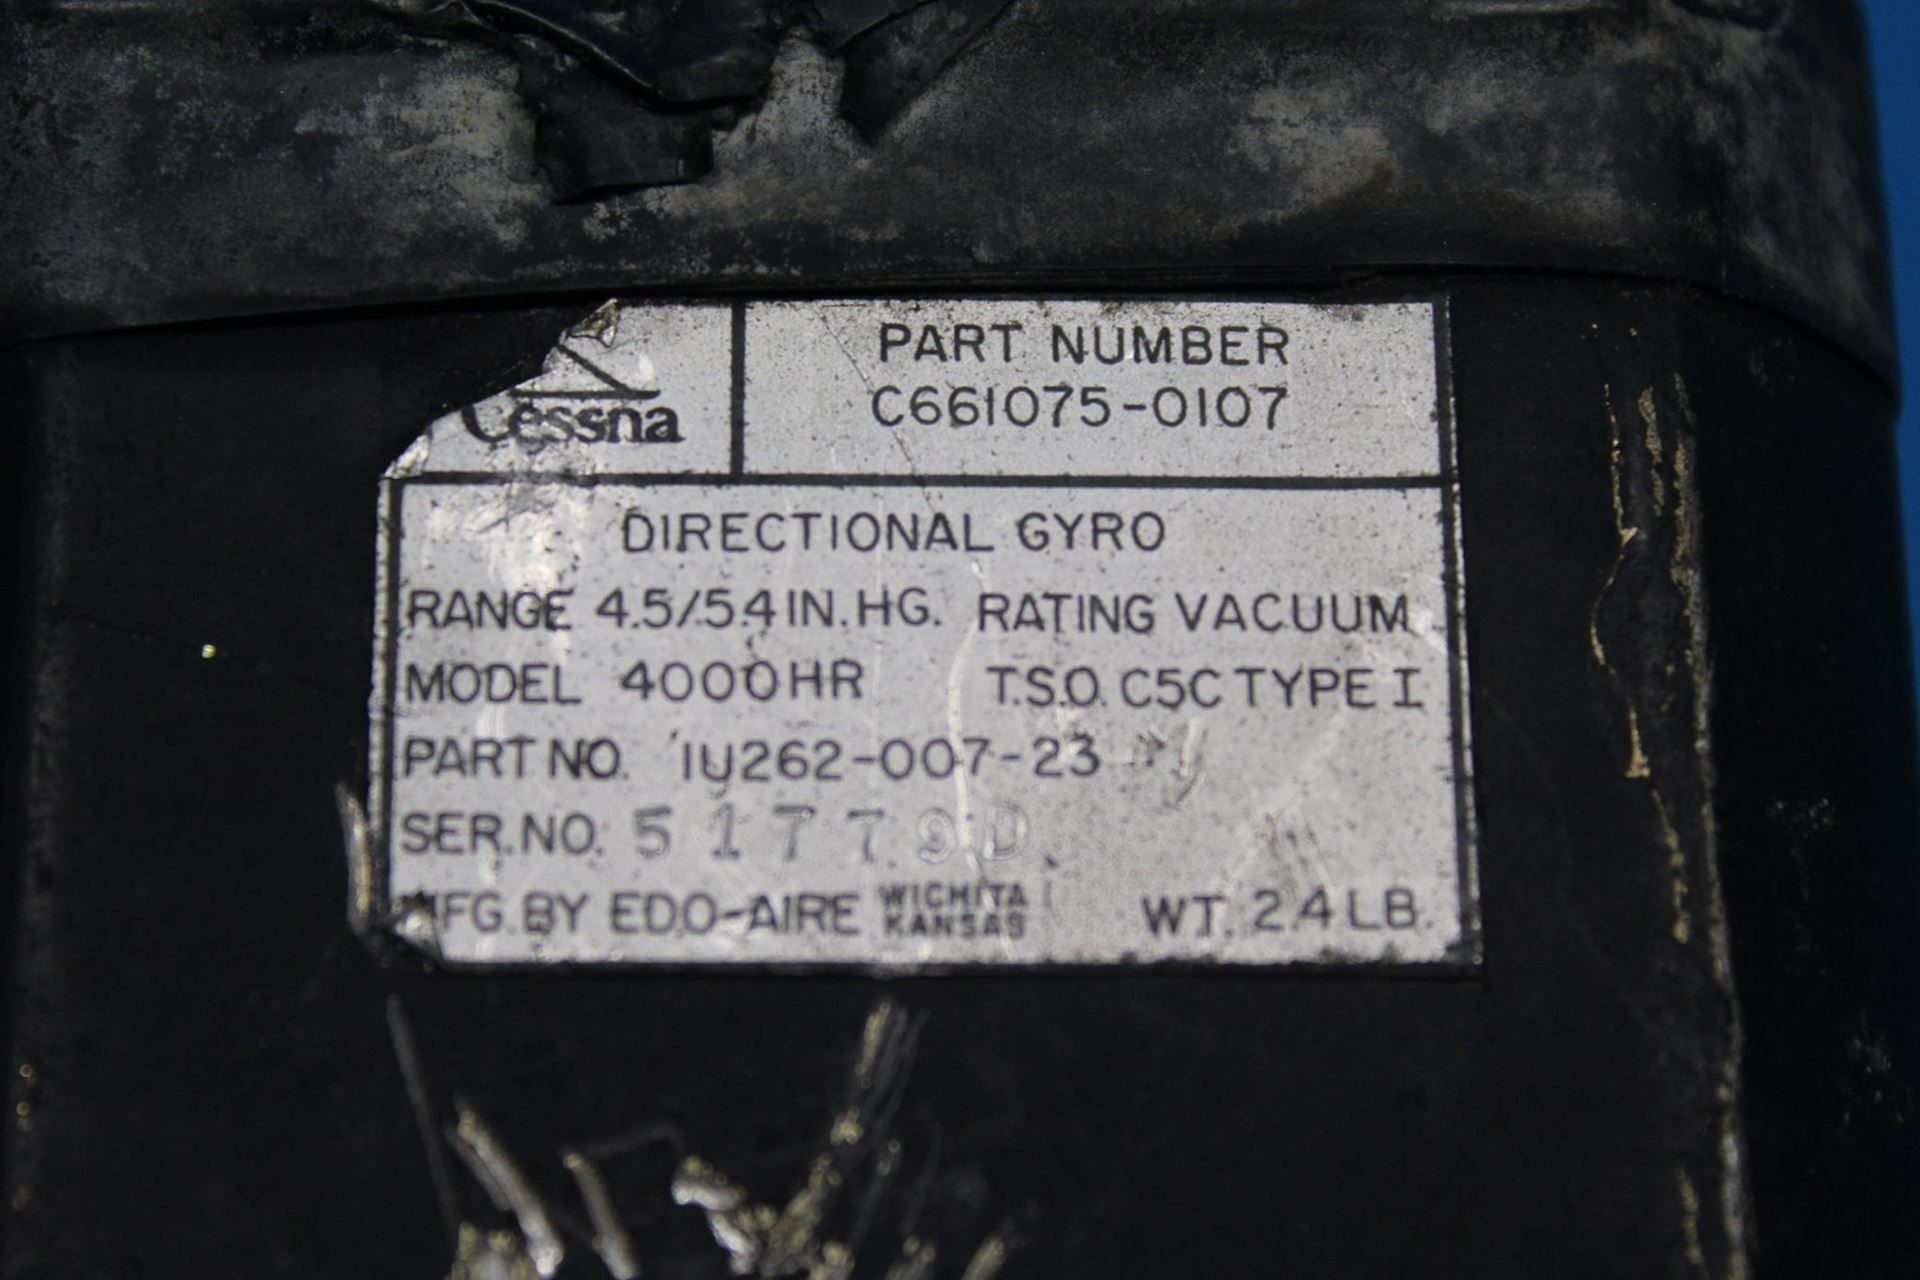 Cessna
PART NUMBER
C661075-0107
DIRECTIONAL GYRO
RANGE 4.5/5.4 IN. HG. RATING VACUUM
MODEL 4000HR T.S.O. C5C TYPE I
PART NO. 1U262-007-23
SER. NO. 51779D
MFG. BY EDO-AIRE WICHITA KANSAS WT. 2.4 LB.